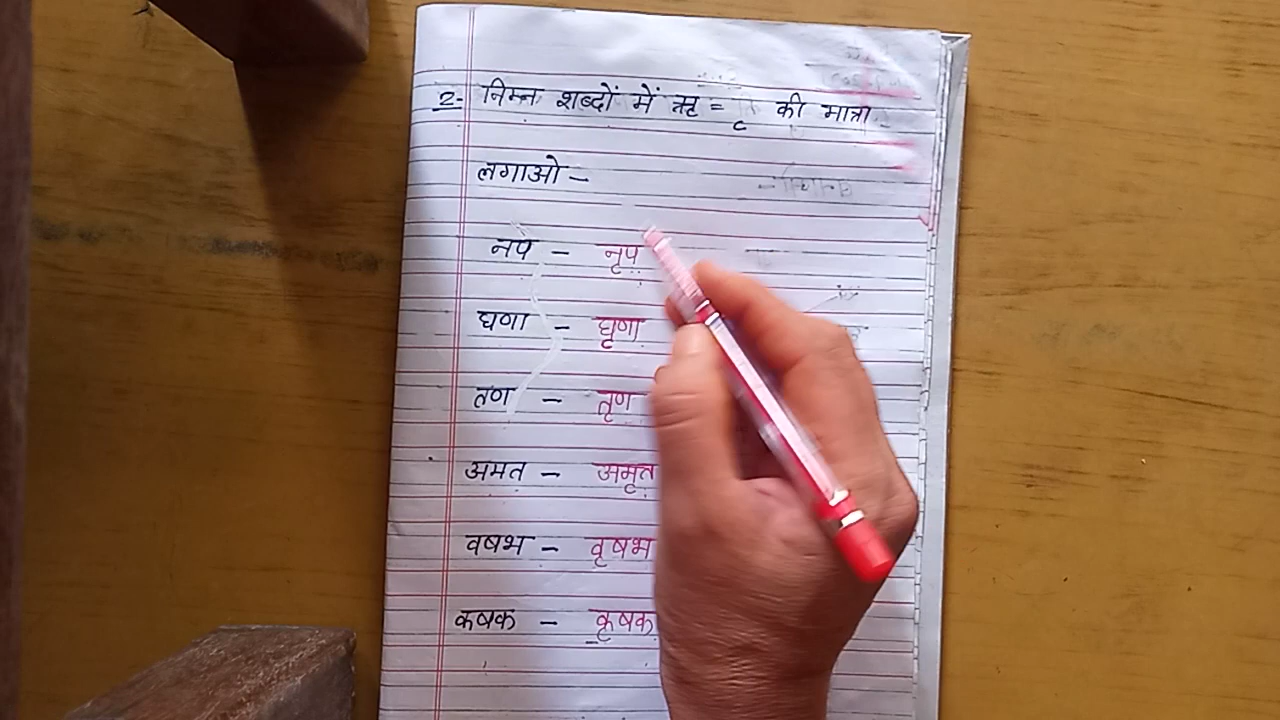 2- निम्न शब्दों में ऋ = ृ की मात्रा
लगाओ -
नप - नृप
घणा - घृणा
तण - तृण
अमत - अमृत
वषभ - वृषभ
कषक - कृषक